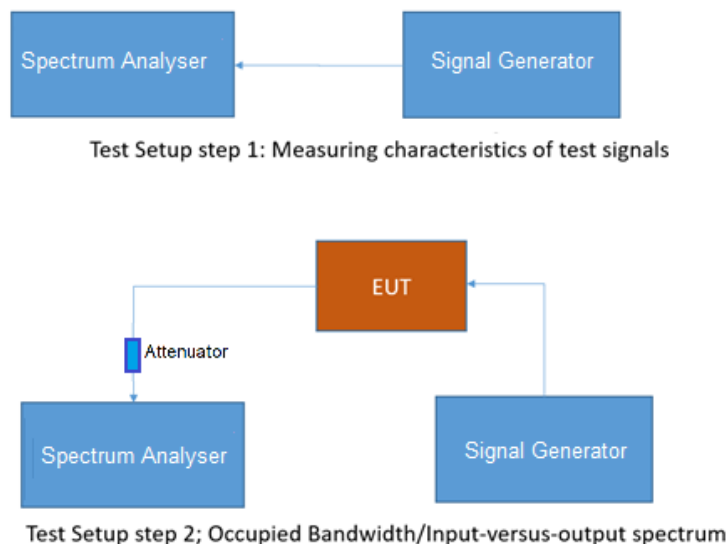 Spectrum Analyser
Signal Generator
Test Setup step 1: Measuring characteristics of test signals
EUT
Attenuator
Spectrum Analyser
Signal Generator
Test Setup step 2; Occupied Bandwidth/Input-versus-output spectrum